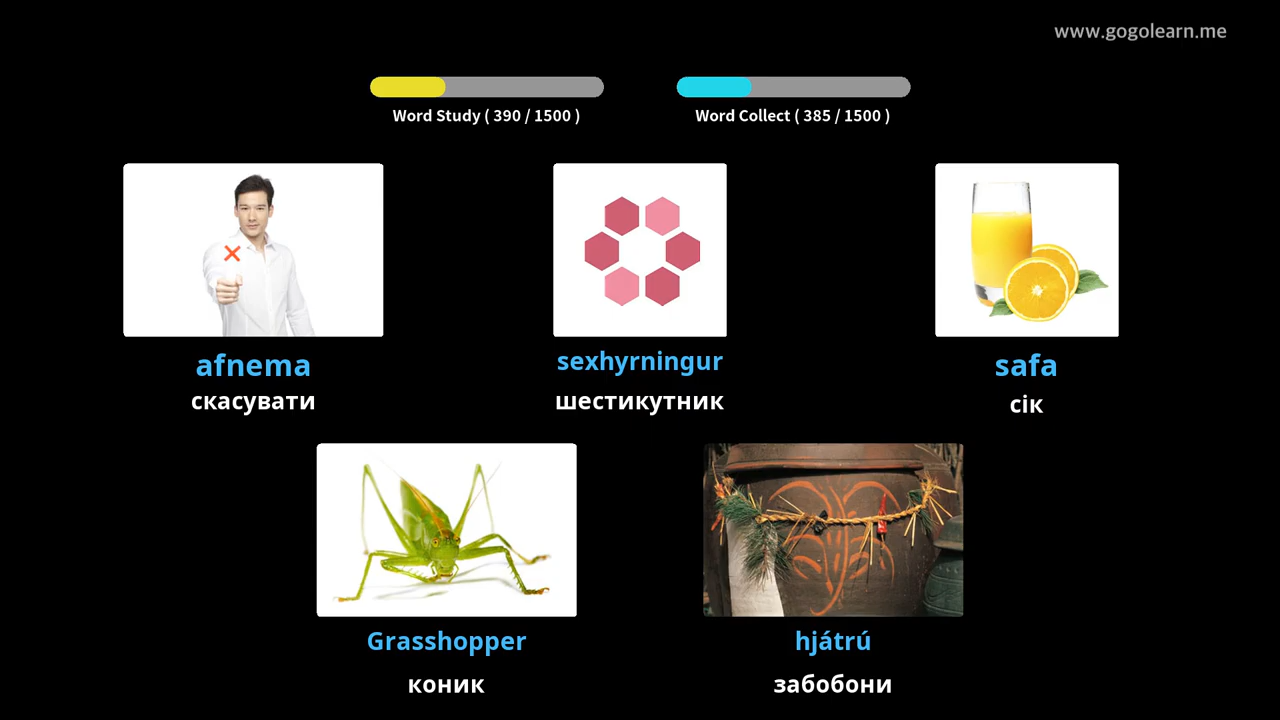 www.gogolearn.me
Word Study ( 390 / 1500 )
Word Collect ( 385 / 1500 )
afnema
скасувати
sexhyrningur
шестикутник
safa
сік
Grasshopper
коник
hjátrú
забобони